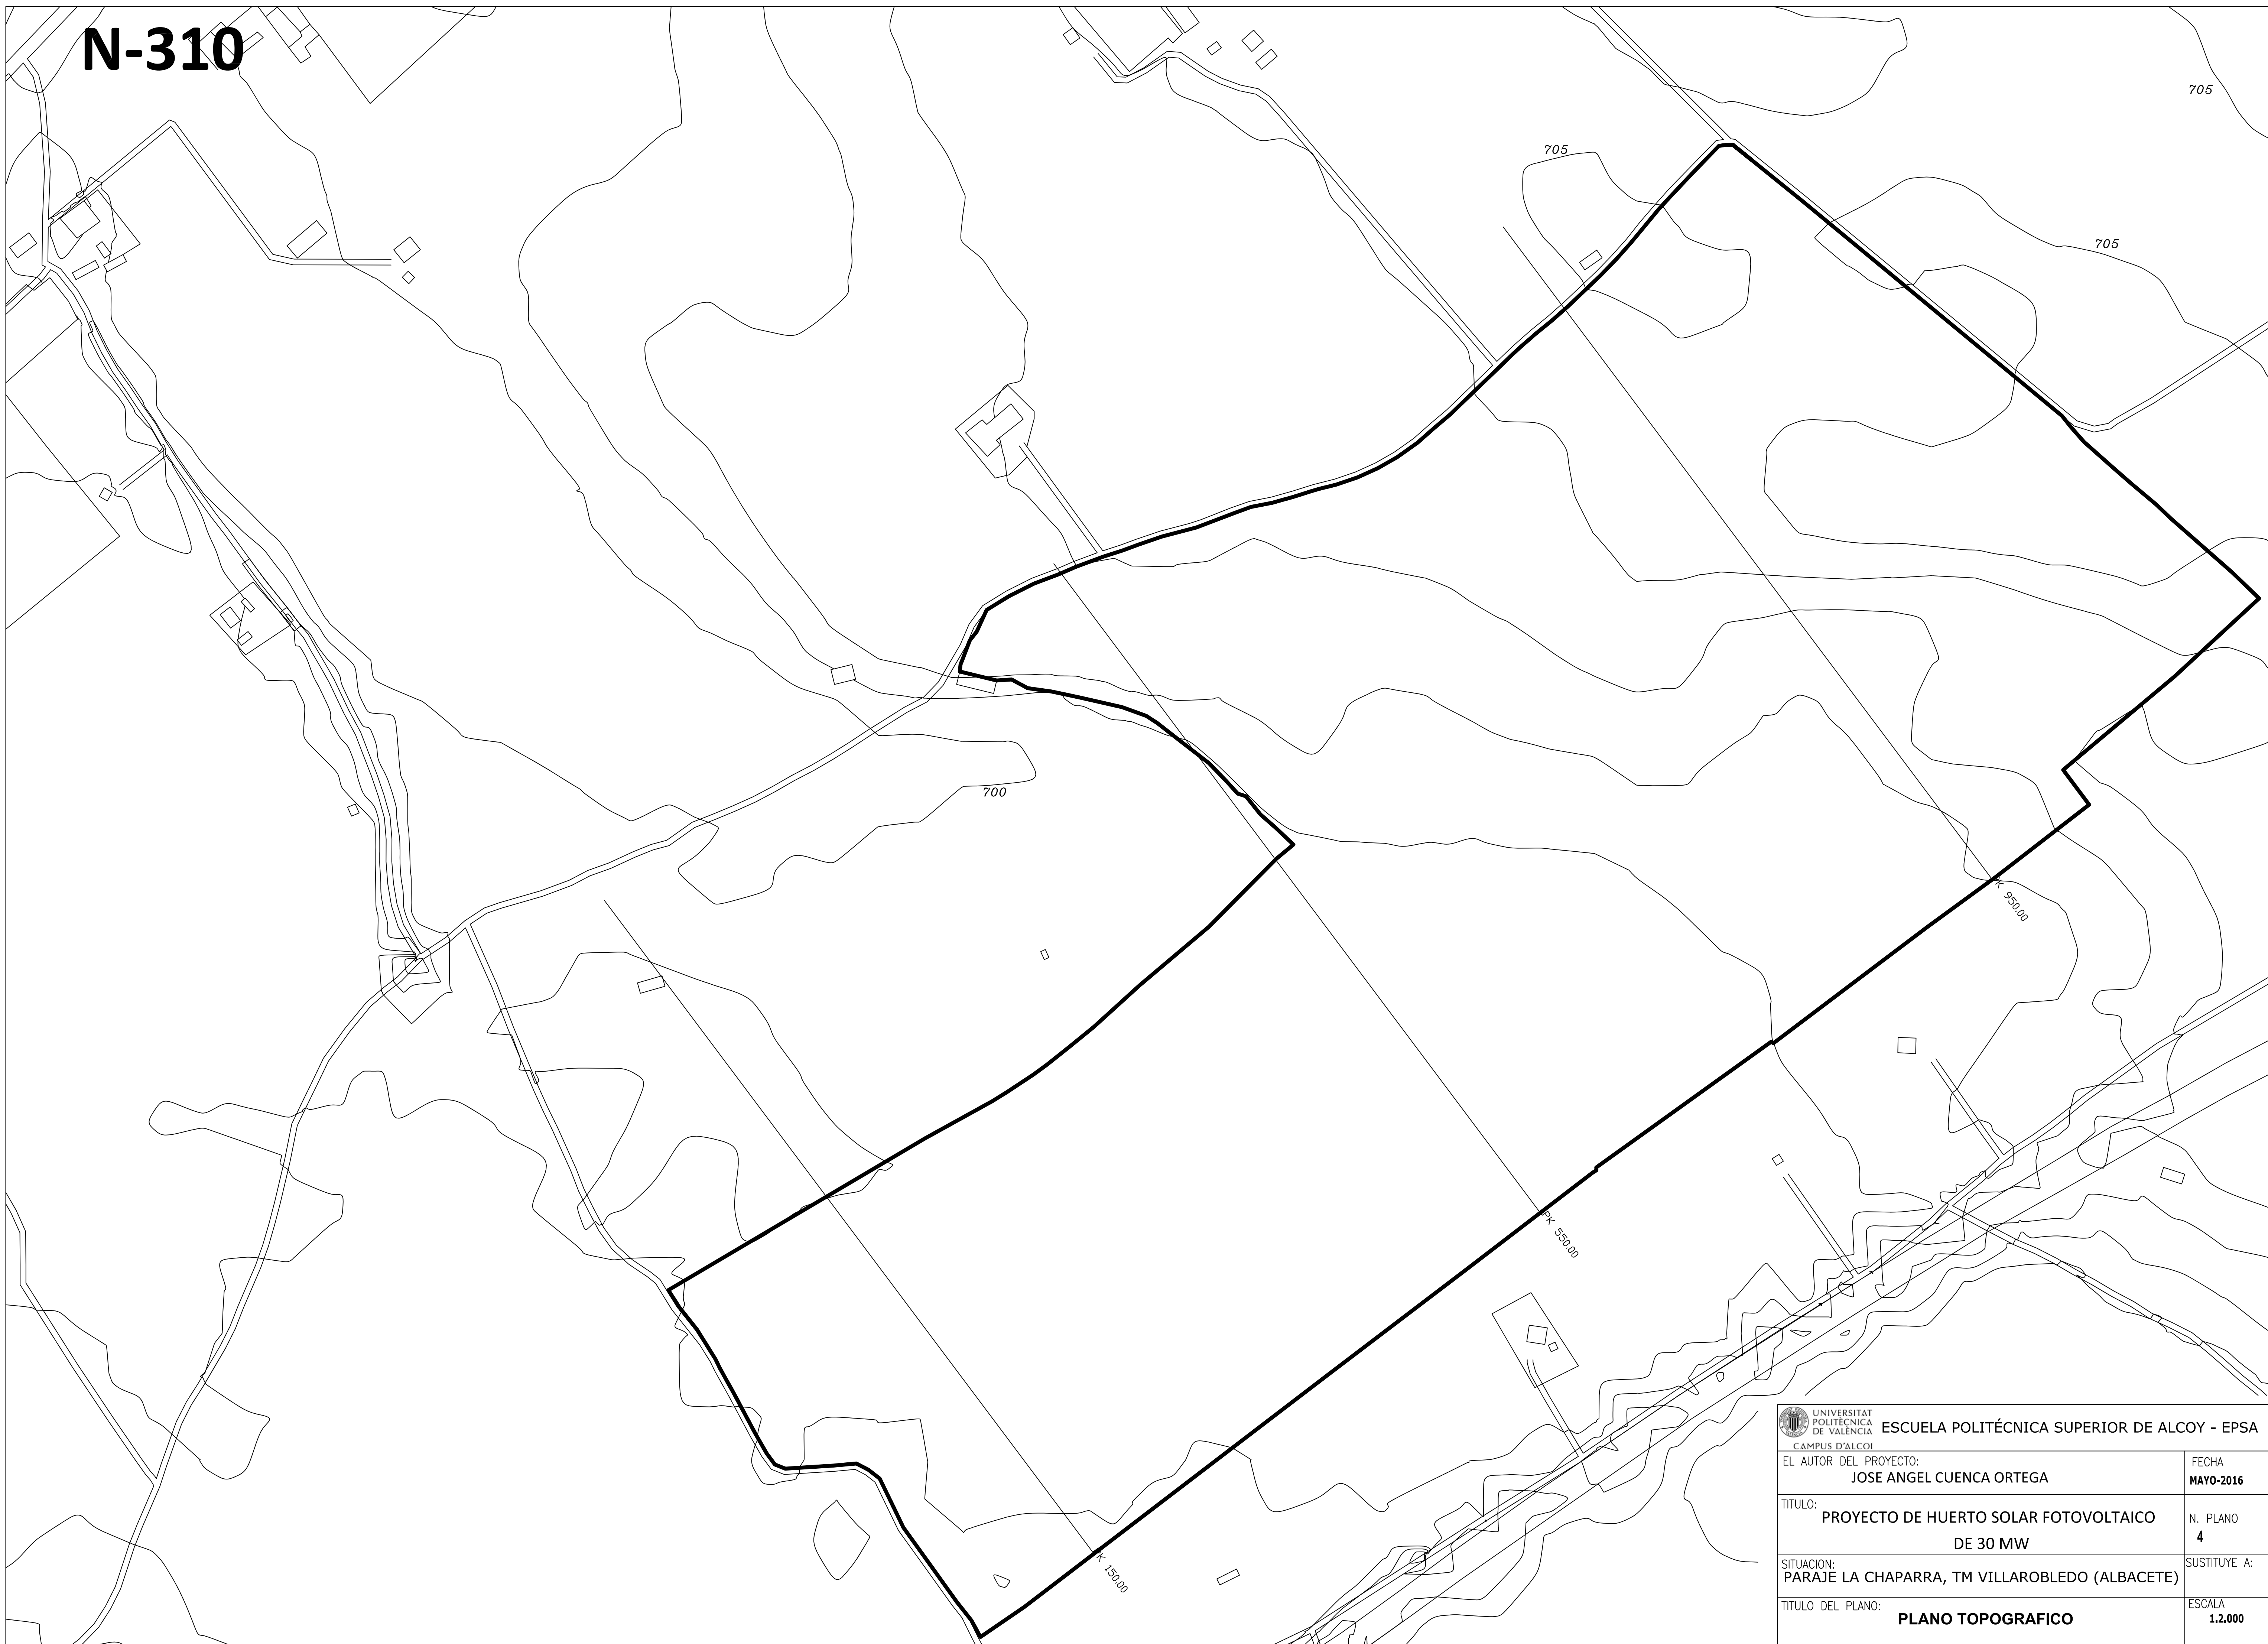 N-310
705
705
705
700
PK 950.00
PK 550.00
PK 150.00
UNIVERSITAT
POLITÈCNICA
DE VALÈNCIA
CAMPUS D'ALCOI
ESCUELA POLITÉCNICA SUPERIOR DE ALCOY - EPSA
EL AUTOR DEL PROYECTO:
JOSE ANGEL CUENCA ORTEGA
FECHA
MAYO-2016
TITULO:
PROYECTO DE HUERTO SOLAR FOTOVOLTAICO
DE 30 MW
N. PLANO
4
SITUACION:
PARAJE LA CHAPARRA, TM VILLAROBLEDO (ALBACETE)
SUSTITUYE A:
TITULO DEL PLANO:
PLANO TOPOGRAFICO
ESCALA
1.2.000